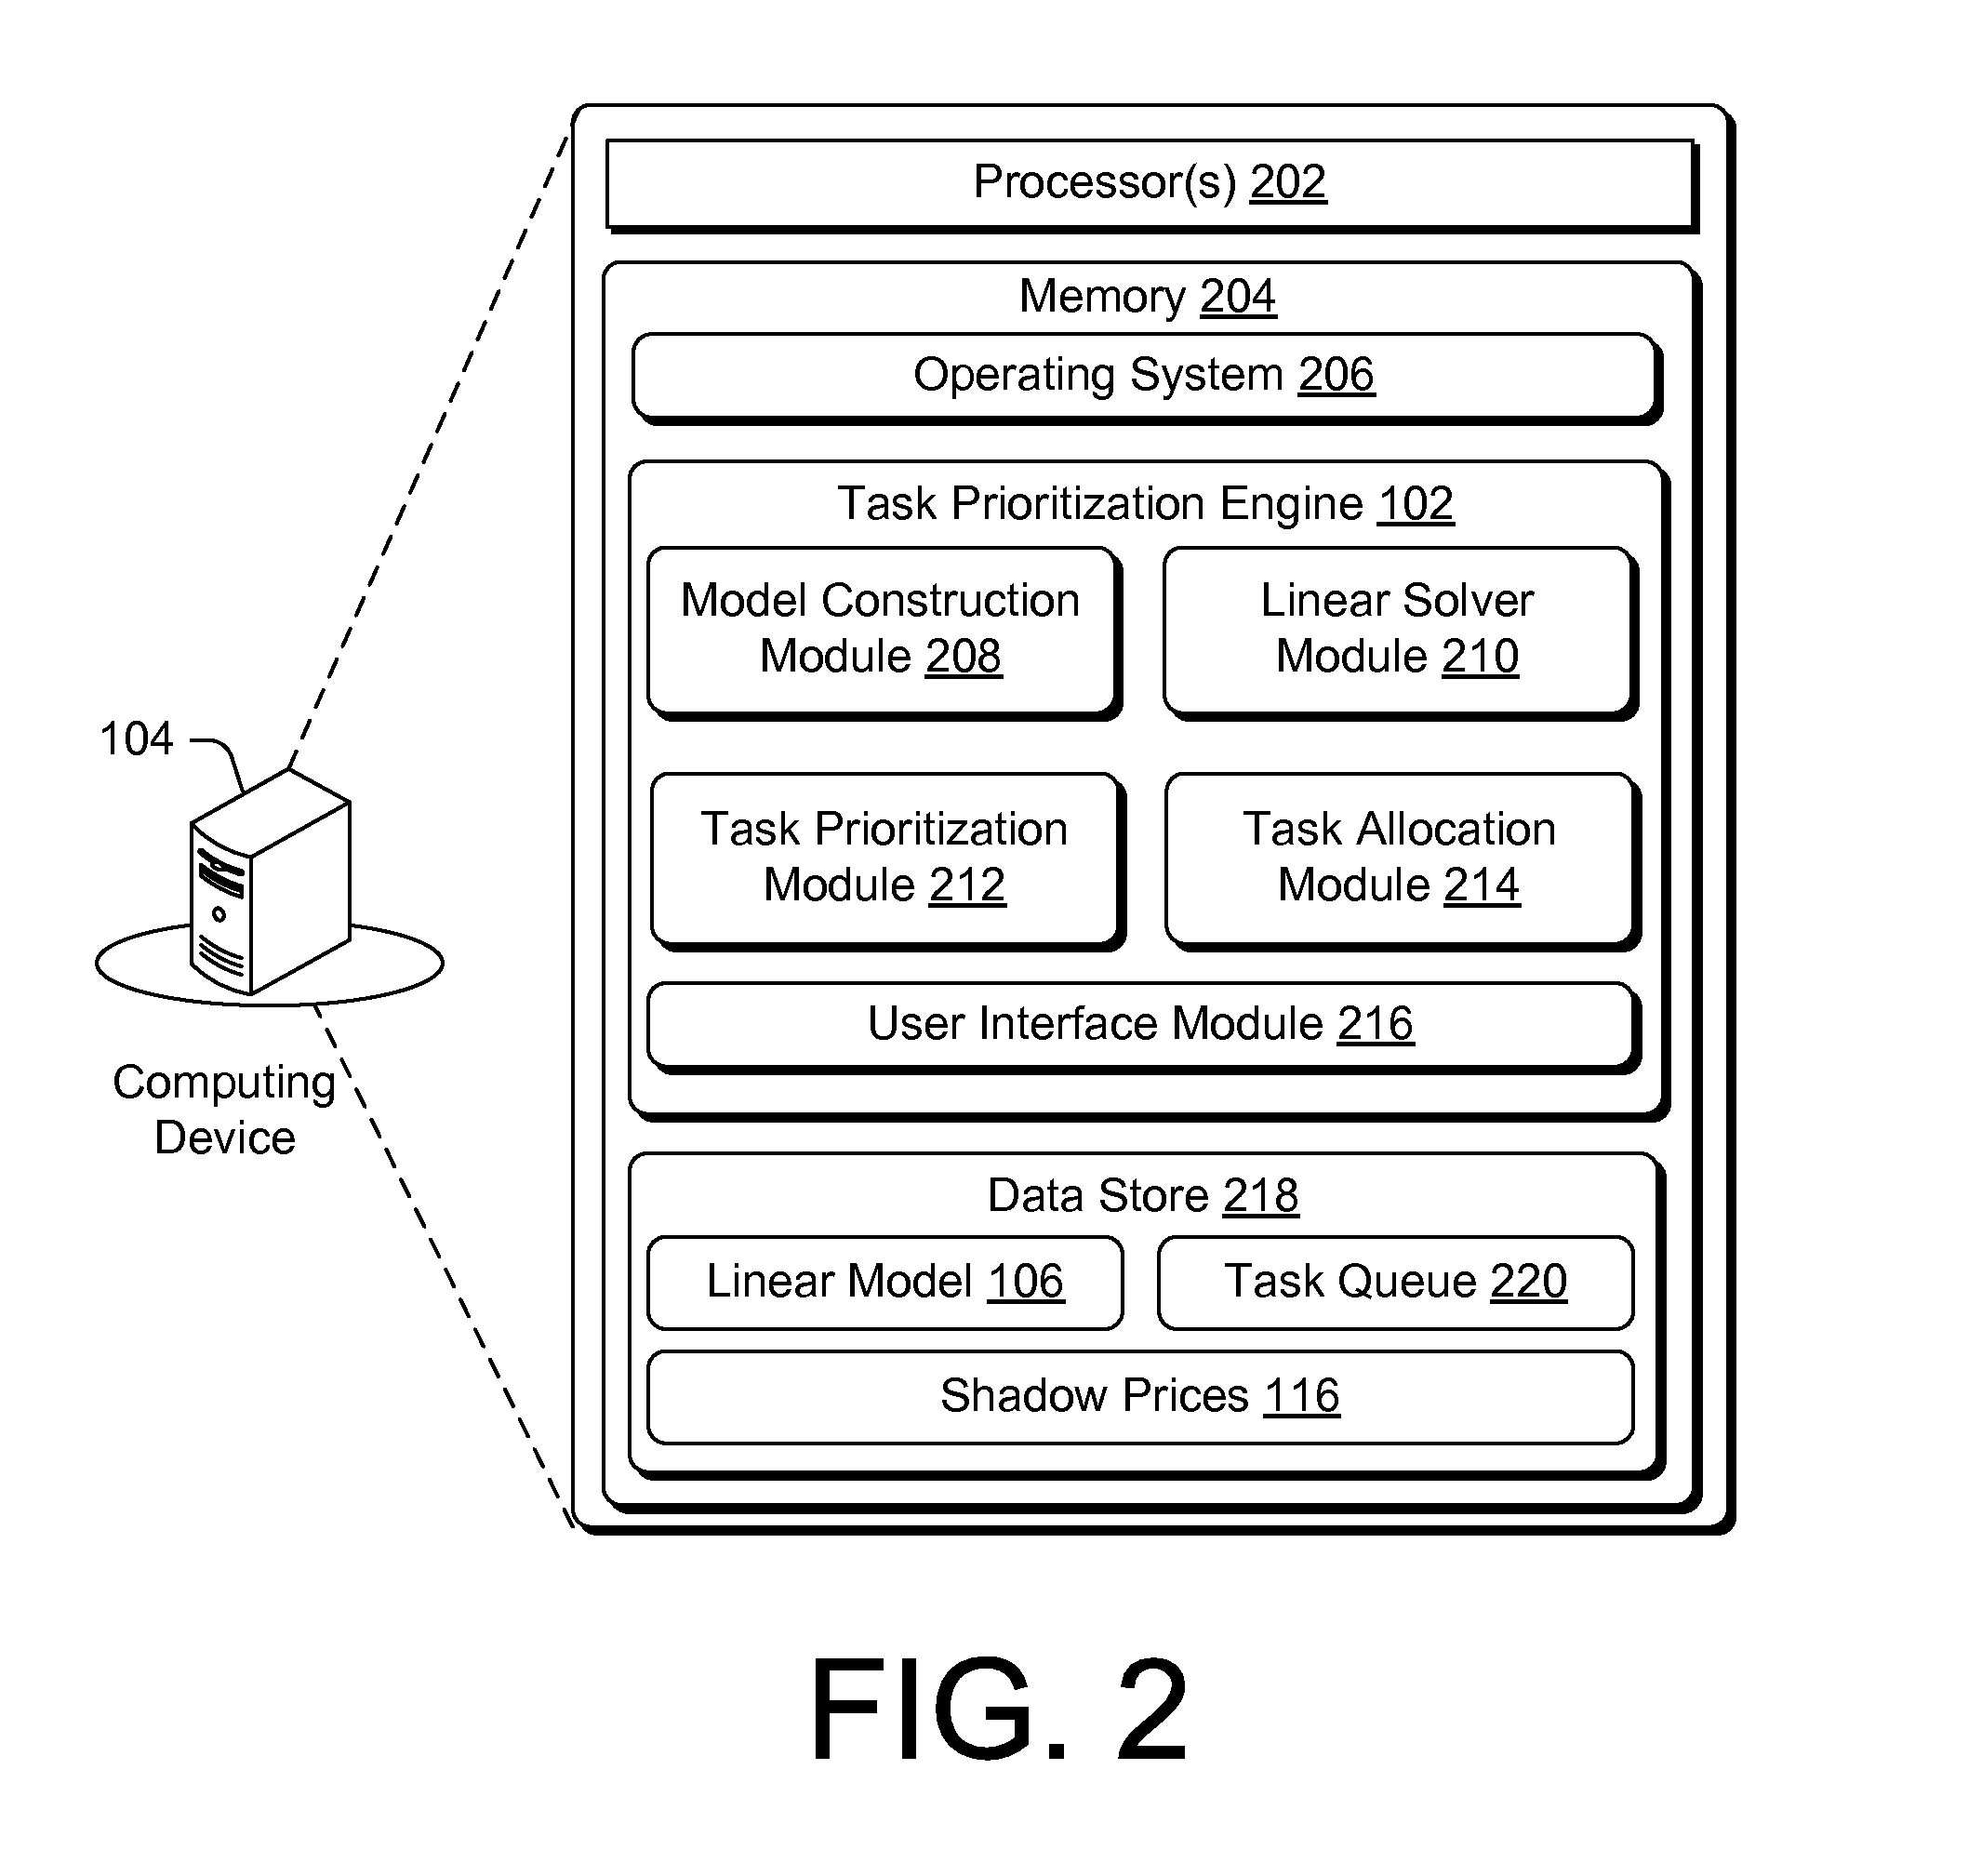 Processor(s) 202
Memory 204
Operating System 206
Task Prioritization Engine 102
Model Construction
Module 208
Linear Solver
Module 210
Task Prioritization
Module 212
Task Allocation
Module 214
User Interface Module 216
Data Store 218
Linear Model 106
Task Queue 220
Shadow Prices 116
104
Computing
Device
FIG. 2